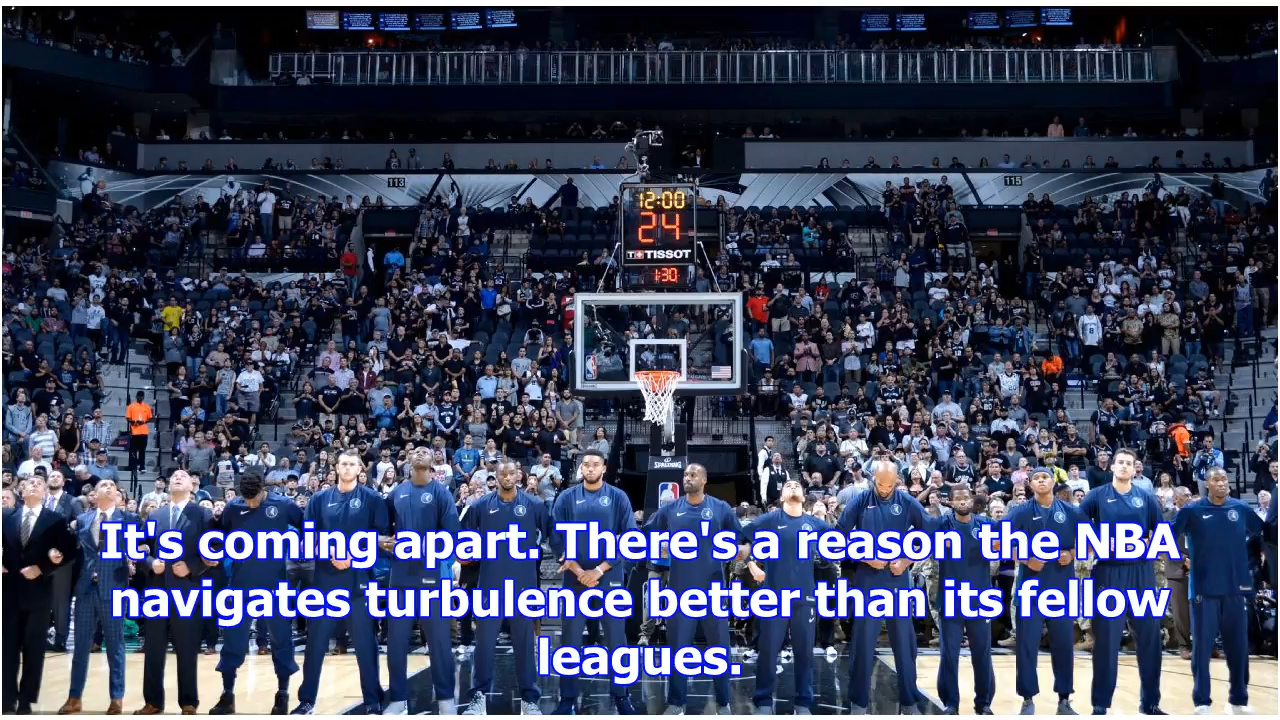 113
115
12:00
24
TISSOT
1:30
SPALDING
It's coming apart. There's a reason the NBA
navigates turbulence better than its fellow
leagues.